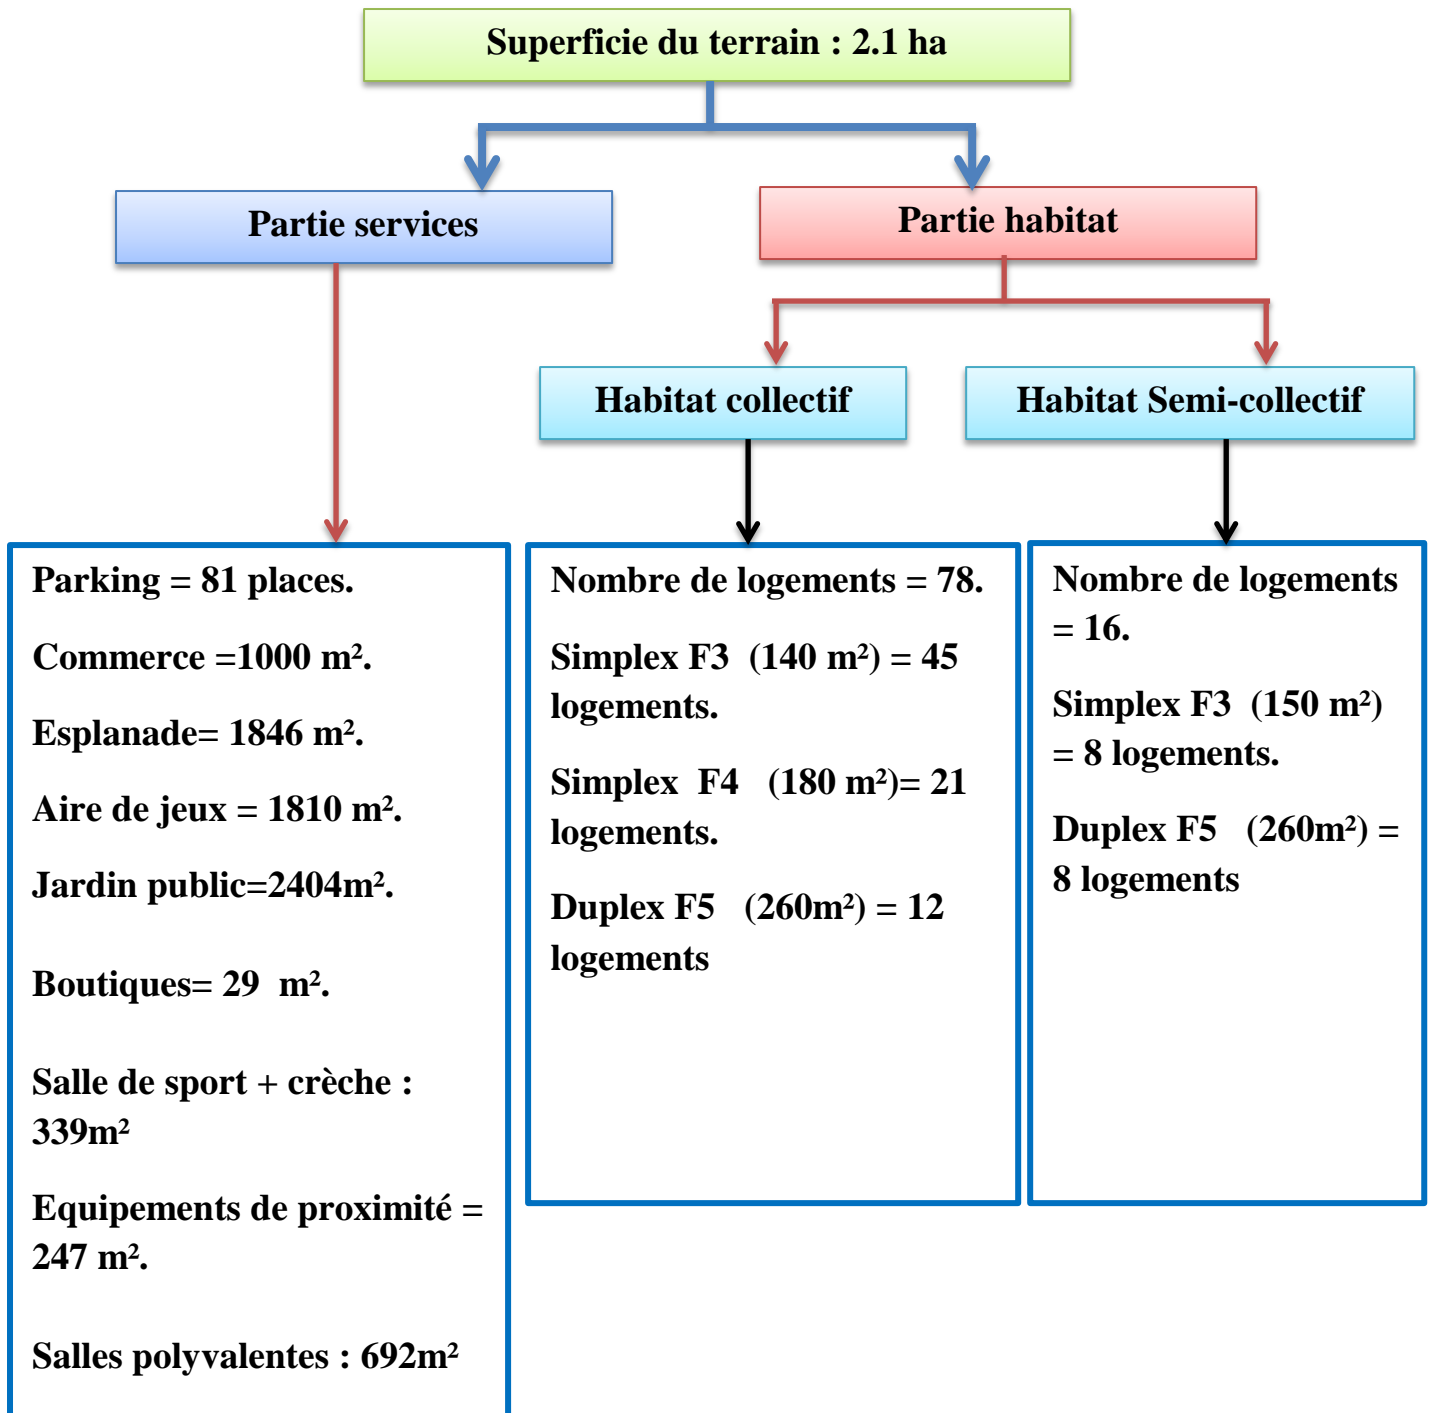 Superficie du terrain : 2.1 ha
Partie services
Partie habitat
Habitat collectif
Habitat Semi-collectif
Parking = 81 places.
Commerce =1000 m².
Esplanade= 1846 m².
Aire de jeux = 1810 m².
Jardin public=2404m².
Boutiques= 29  m².
Salle de sport + crèche :
339m²
Equipements de proximité =
247 m².
Salles polyvalentes : 692m²
Nombre de logements = 78.
Simplex F3  (140 m²) = 45
logements.
Simplex  F4   (180 m²)= 21
logements.
Duplex F5   (260m²) = 12
logements
Nombre de logements
= 16.
Simplex F3  (150 m²)
= 8 logements.
Duplex F5   (260m²) =
8 logements